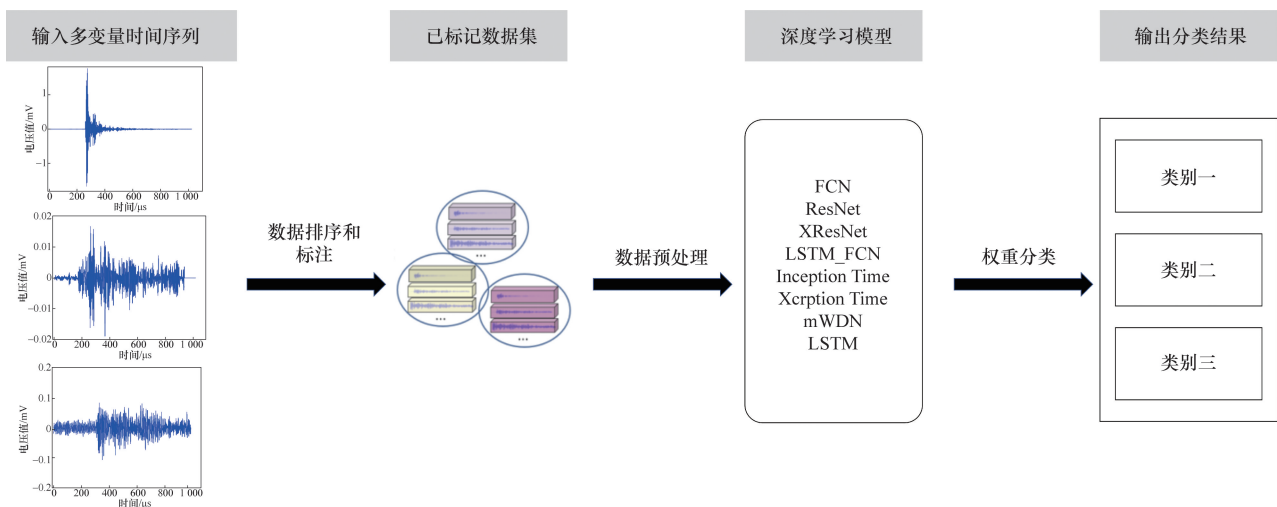 输入多变量时间序列
已标记数据集
深度学习模型
输出分类结果
电压值/mV
1
0
−1
0 200 400 600 800 1 000
时间/μs
电压值/mV
0.02
0.01
0
−0.01
−0.02
0 200 400 600 800 1 000
时间/μs
电压值/mV
0.2
0.1
0
−0.1
−0.2
0 200 400 600 800 1 000
时间/μs
数据排序和
标注
...
...
...
数据预处理
FCN
ResNet
XResNet
LSTM_FCN
Inception Time
Xcrption Time
mWDN
LSTM
权重分类
类别一
类别二
类别三